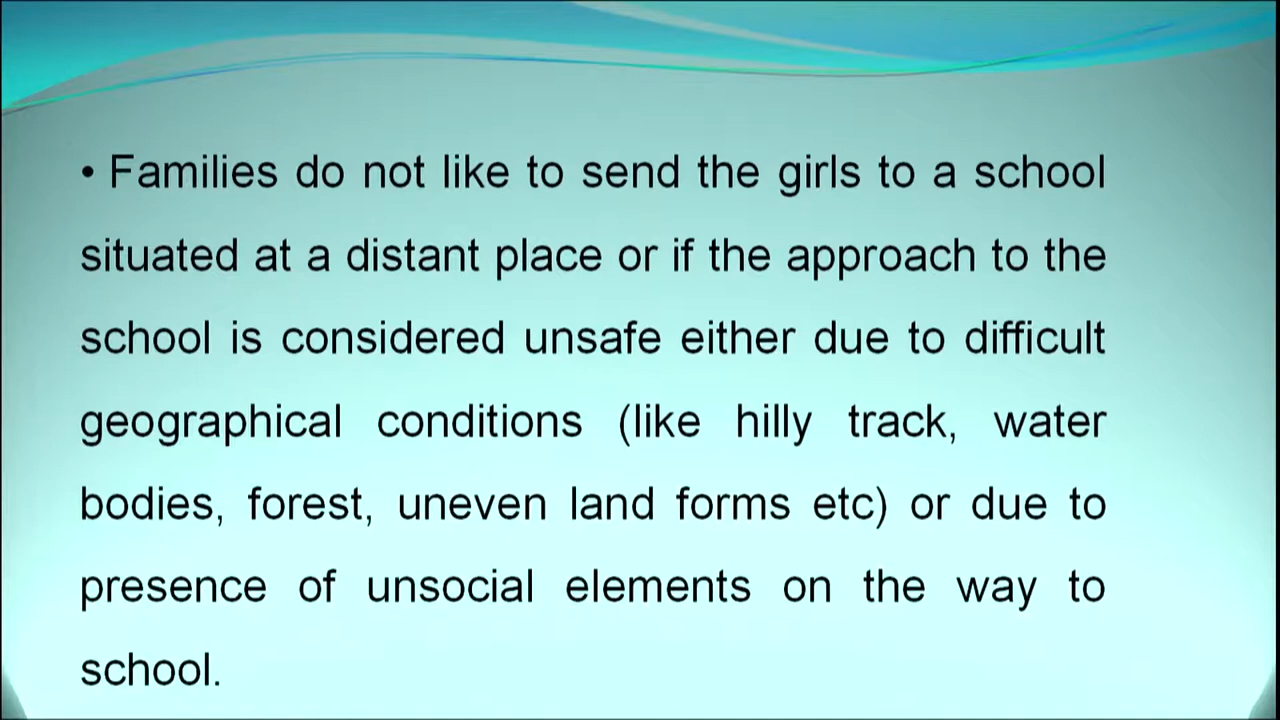 • Families do not like to send the girls to a school
situated at a distant place or if the approach to the
school is considered unsafe either due to difficult
geographical conditions (like hilly track, water
bodies, forest, uneven land forms etc) or due to
presence of unsocial elements on the way to
school.